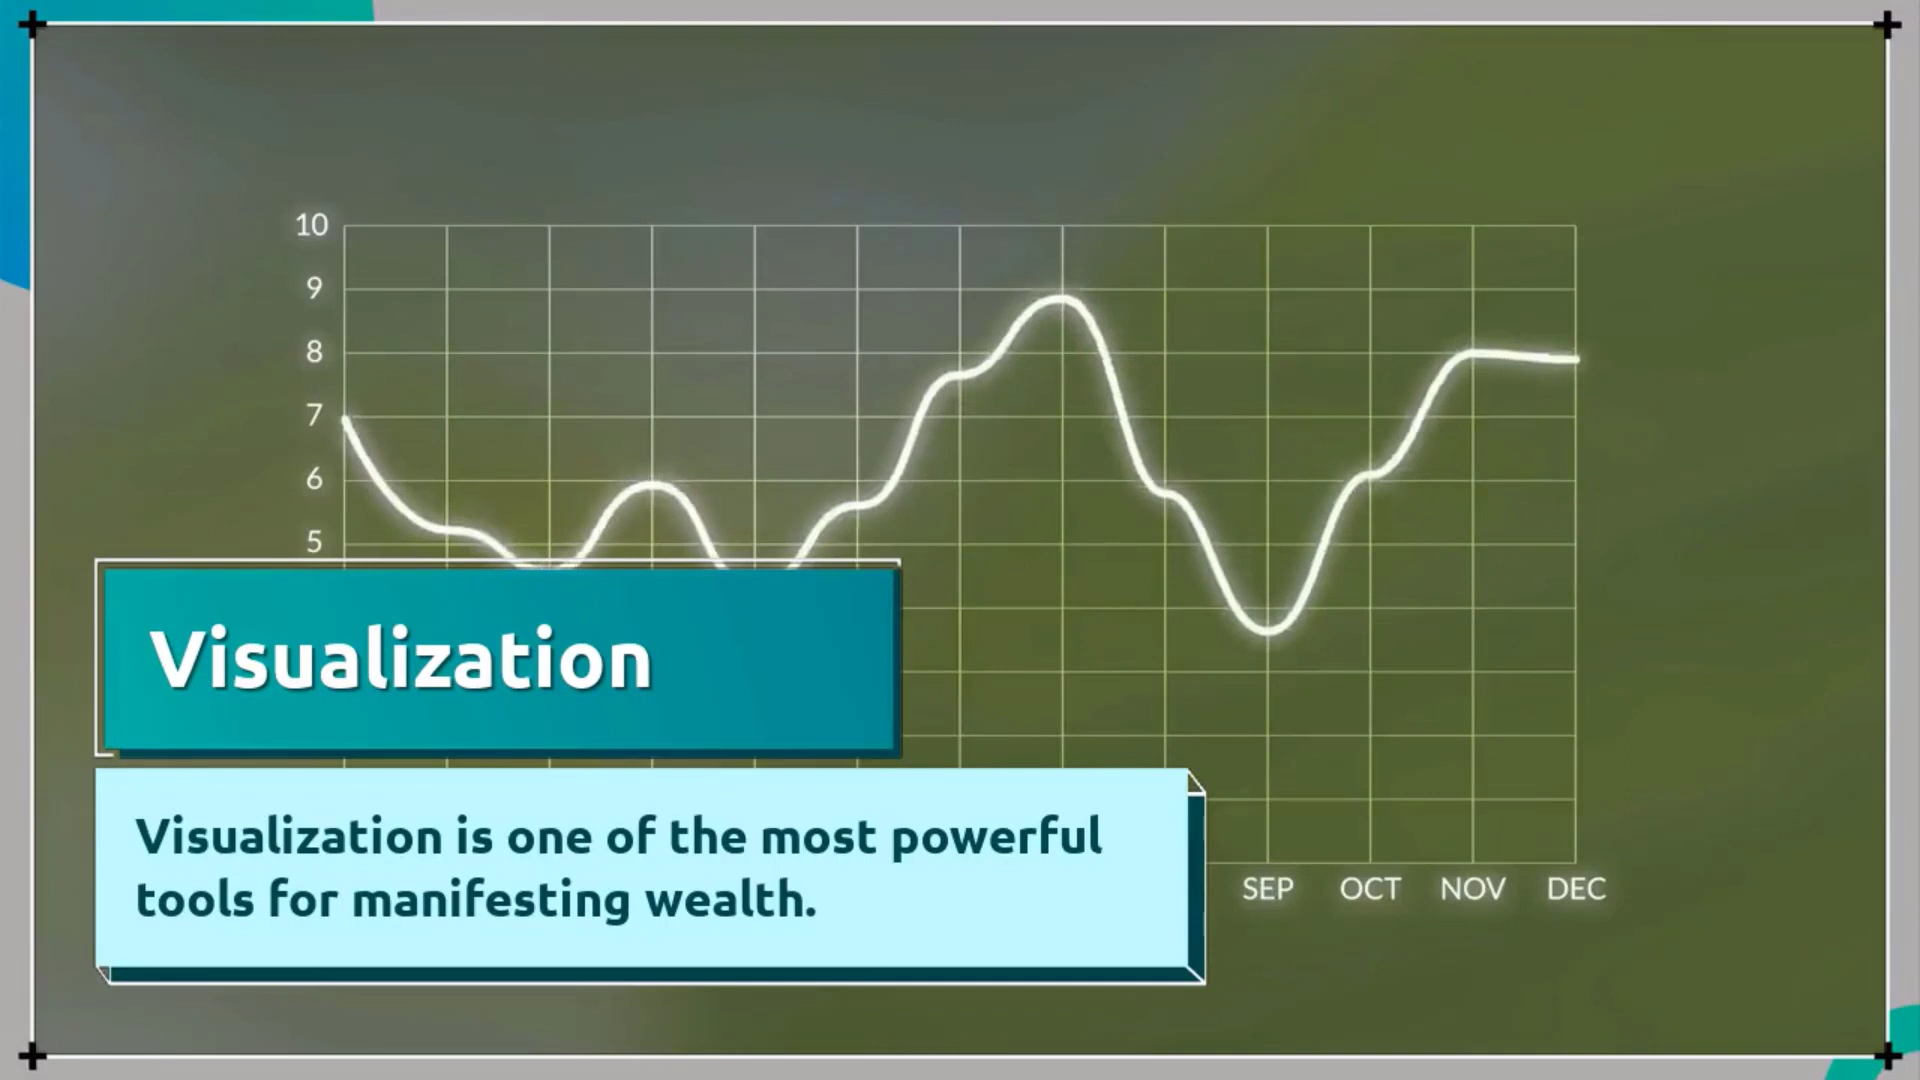 10
9
8
7
6
5
Visualization
Visualization is one of the most powerful
tools for manifesting wealth.
SEP OCT NOV DEC